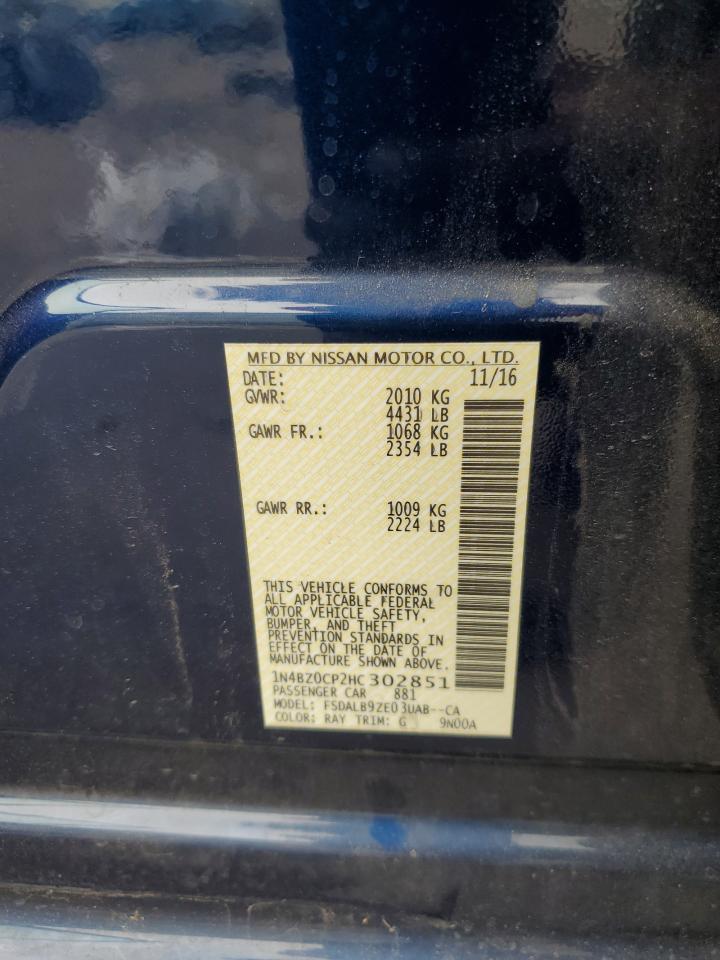 MFD BY NISSAN MOTOR CO., LTD.
DATE: 11/16
GVWR: 2010 KG
4431 LB
GAWR FR.: 1068 KG
2354 LB
GAWR RR.: 1009 KG
2224 LB
THIS VEHICLE CONFORMS TO
ALL APPLICABLE FEDERAL
MOTOR VEHICLE SAFETY,
BUMPER, AND THEFT
PREVENTION STANDARDS IN
EFFECT ON THE DATE OF
MANUFACTURE SHOWN ABOVE.
1N4BZ0CP2HC302851
PASSENGER CAR 881
MODEL: FSDALB9ZE03UAB--CA
COLOR: RAY TRIM: G 9N00A